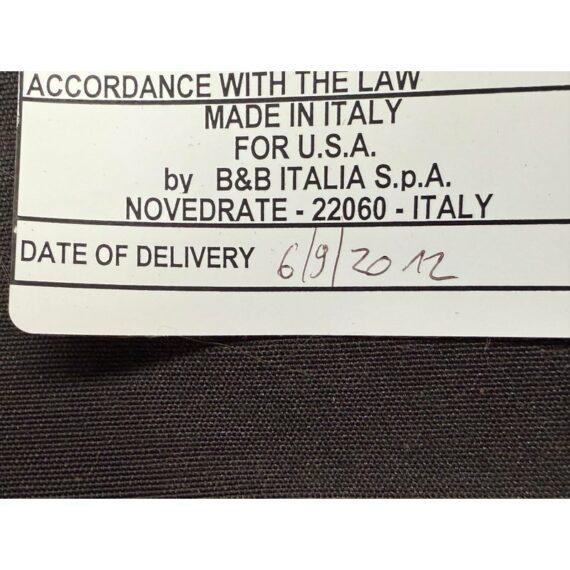 ACCORDANCE WITH THE LAW
MADE IN ITALY
FOR U.S.A.
by B&B ITALIA S.p.A.
NOVEDRATE - 22060 - ITALY
DATE OF DELIVERY 6/9/2012